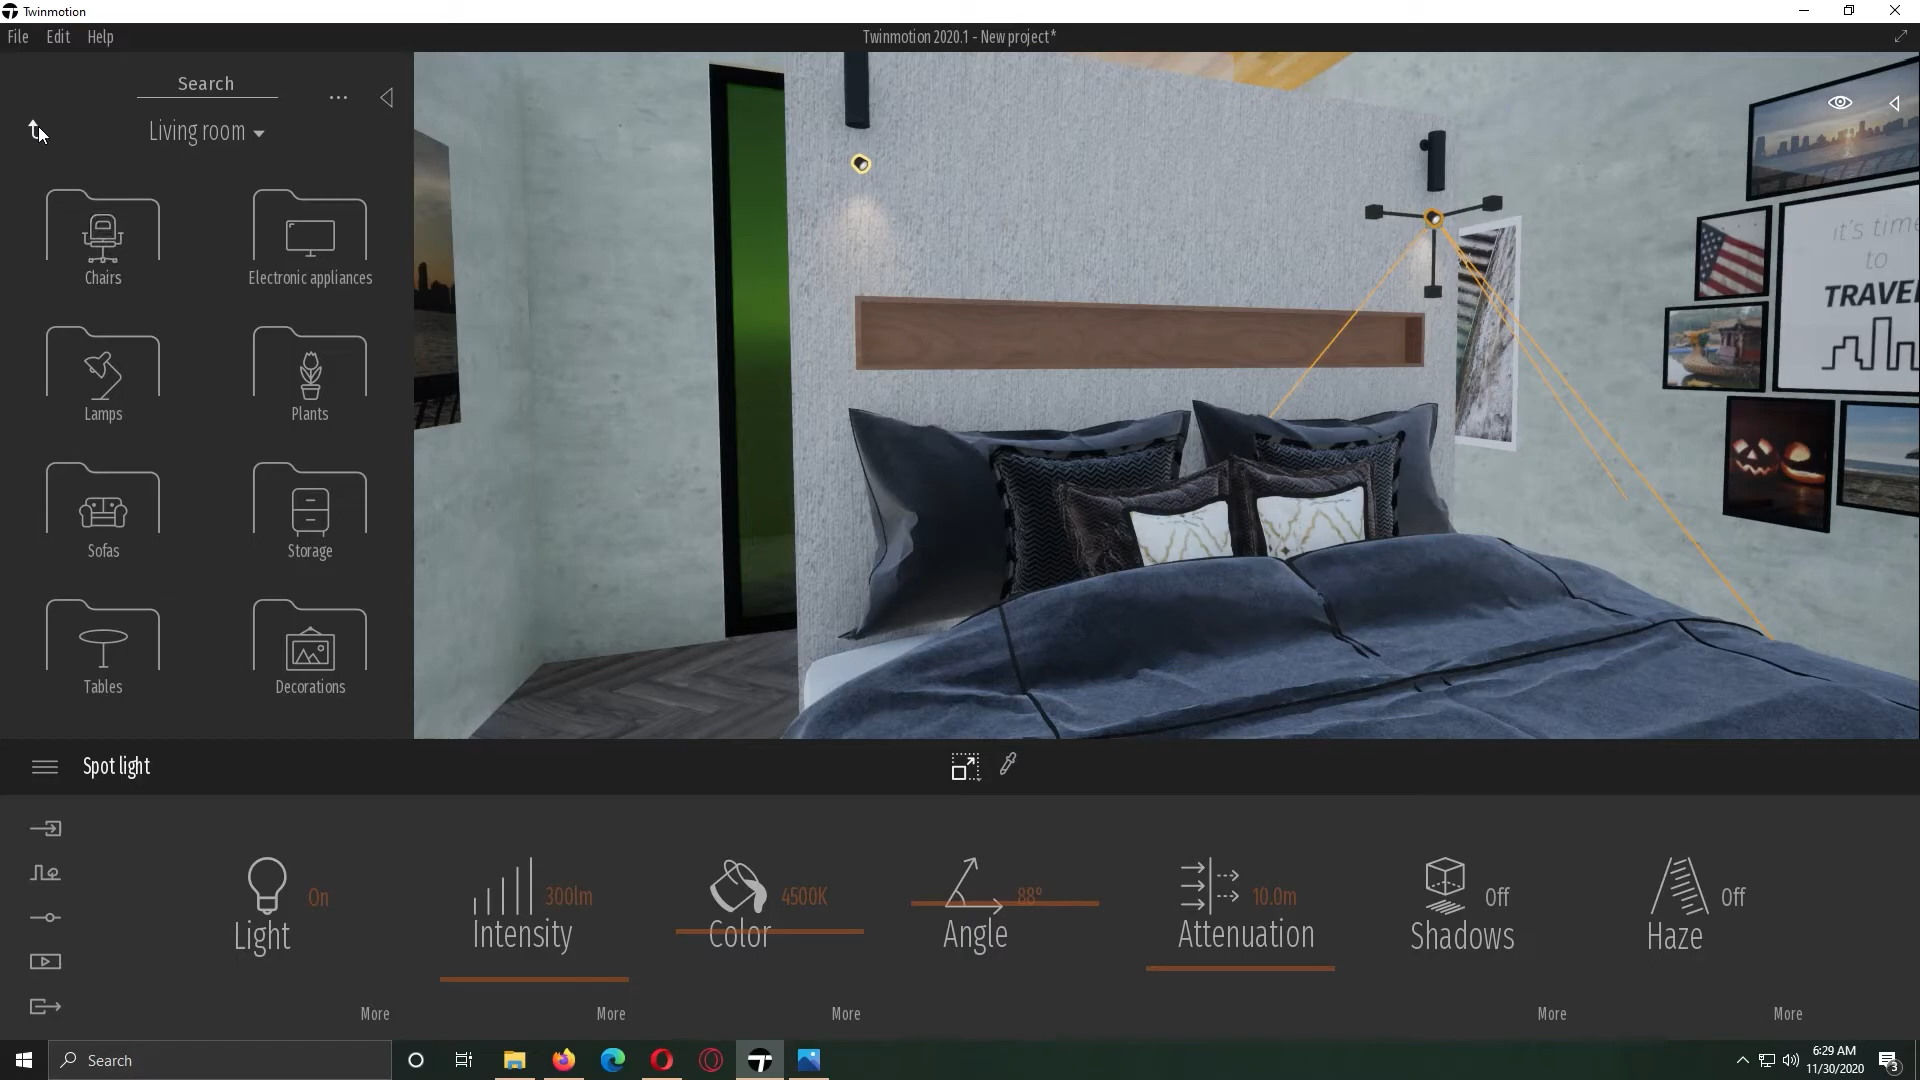 Twinmotion
File Edit Help
Twinmotion 2020.1 - New project*
Search
...
Living room
Chairs
Electronic appliances
Lamps
Plants
Sofas
Storage
Tables
Decorations
it's time
to
TRAVEL
Spot light
Light On
Intensity 300lm
Color 4500K
Angle 88°
Attenuation 10.0m
Shadows Off
Haze Off
More
More
More
More
More
Search
6:29 AM
11/30/2020
3